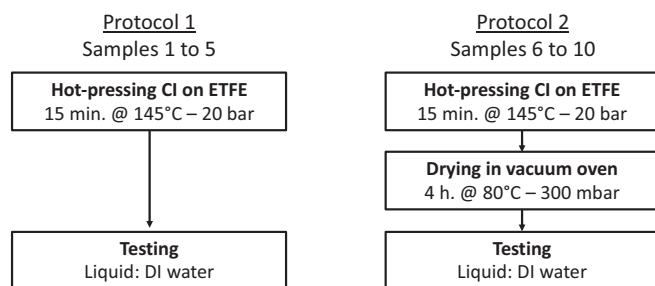 Protocol 1
Samples 1 to 5
Hot-pressing CI on ETFE
15 min. @ 145°C – 20 bar
Testing
Liquid: DI water
Protocol 2
Samples 6 to 10
Hot-pressing CI on ETFE
15 min. @ 145°C – 20 bar
Drying in vacuum oven
4 h. @ 80°C – 300 mbar
Testing
Liquid: DI water